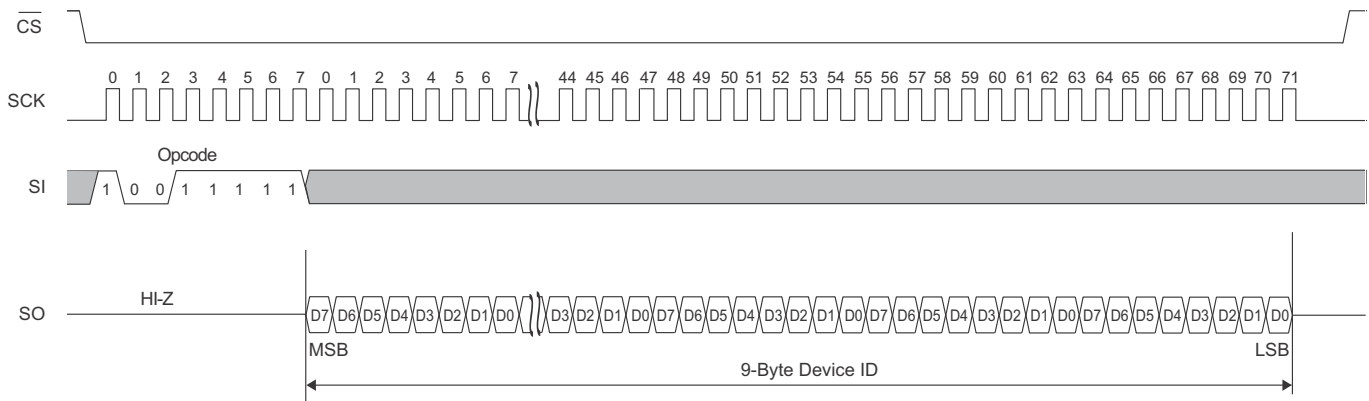 CS
0 1 2 3 4 5 6 7 0 1 2 3 4 5 6 7 44 45 46 47 48 49 50 51 52 53 54 55 56 57 58 59 60 61 62 63 64 65 66 67 68 69 70 71
SCK
Opcode
SI 1 0 0 1 1 1 1 1
HI-Z
SO D7 D6 D5 D4 D3 D2 D1 D0 D3 D2 D1 D0 D7 D6 D5 D4 D3 D2 D1 D0 D7 D6 D5 D4 D3 D2 D1 D0 D7 D6 D5 D4 D3 D2 D1 D0
MSB LSB
9-Byte Device ID